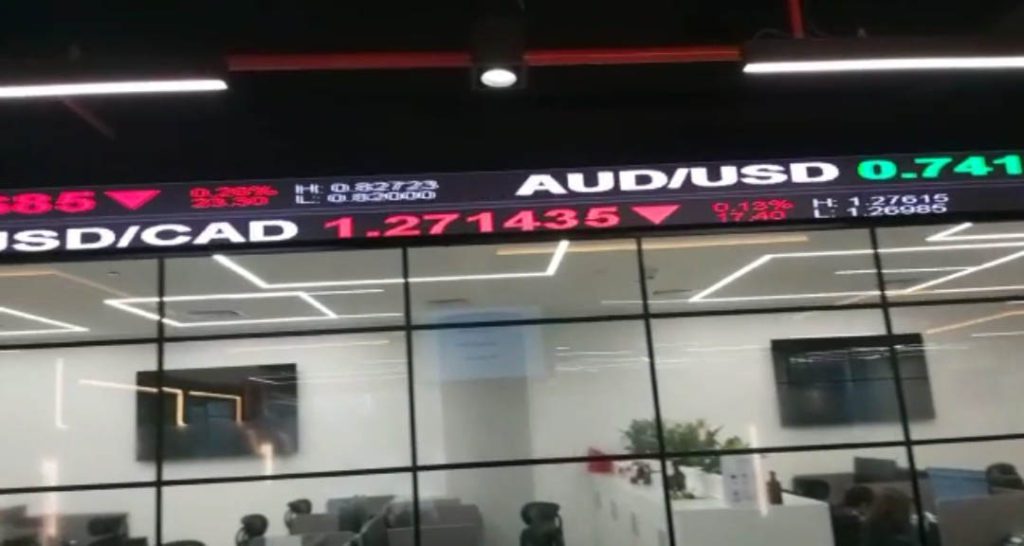 685 ▼ 0.28% H: 0.82723
23.30 L: 0.82000
AUD/USD 0.741
USD/CAD 1.271435 ▼ 0.13% H: 1.27615
17.40 L: 1.26985